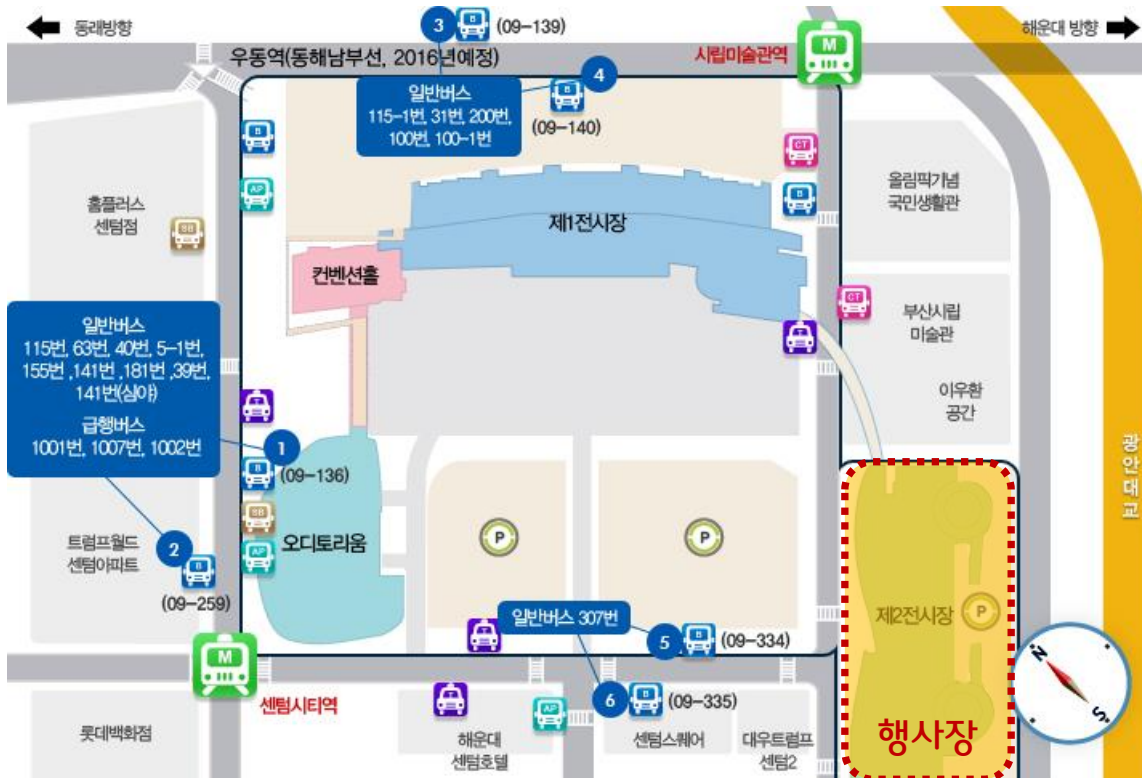 동래방향
3
B
(09-139)
해운대 방향
우동역(동해남부선, 2016년예정)
시립미술관역
M
4
일반버스
115-1번, 31번, 200번,
100번, 100-1번
B
(09-140)
B
CT
AP
B
홈플러스
센텀점
SB
제1전시장
올림픽기념
국민생활관
컨벤션홀
CT
부산시립
미술관
일반버스
115번, 63번, 40번, 5-1번,
155번 ,141번 ,181번 ,39번,
141번(심야)
급행버스
1001번, 1007번, 1002번
T
T
이우환
공간
광안대교
1
B
(09-136)
SB
오디토리움
AP
P
P
트럼프월드
센텀아파트
2
B
(09-259)
제2전시장
P
일반버스 307번
T
5
B
(09-334)
M
센텀시티역
N
S
T
AP
6
B
(09-335)
롯데백화점
해운대
센텀호텔
센텀스퀘어
대우트럼프
센텀2
행사장